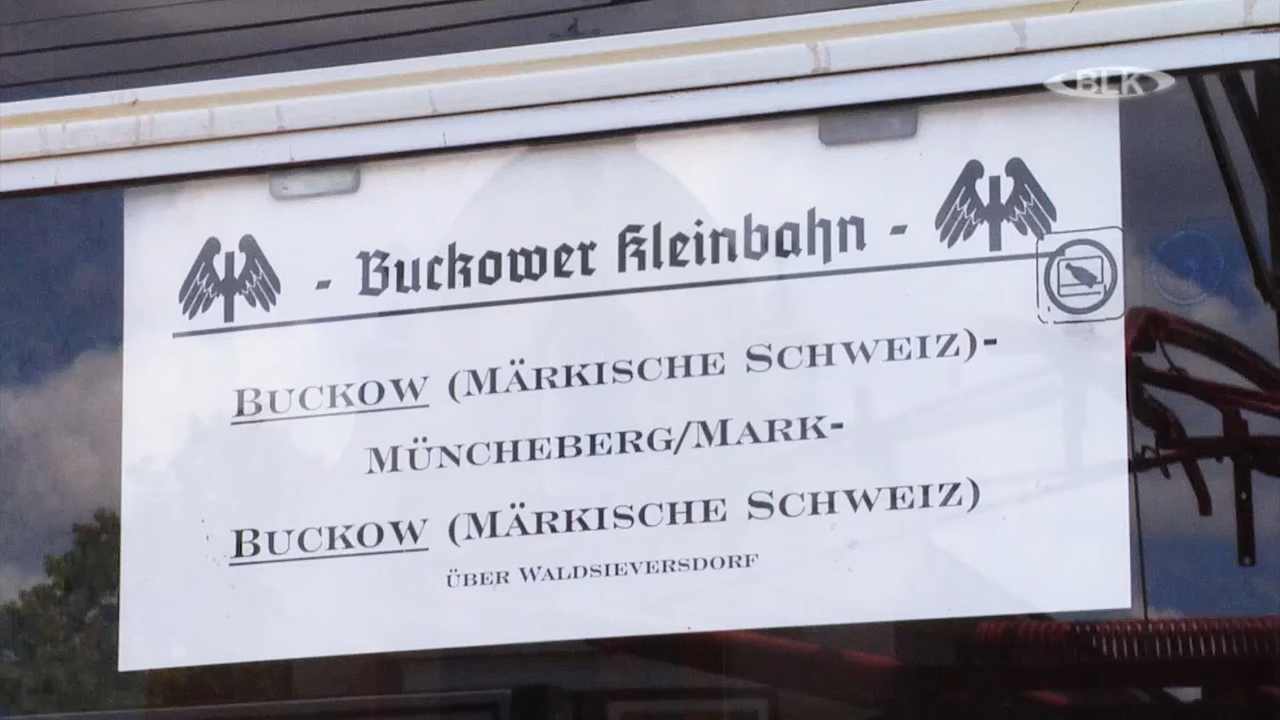 BLK
- Buckower Kleinbahn -
BUCKOW (MÄRKISCHE SCHWEIZ)-
MÜNCHEBERG/MARK-
BUCKOW (MÄRKISCHE SCHWEIZ)
ÜBER WALDSIEVERSDORF